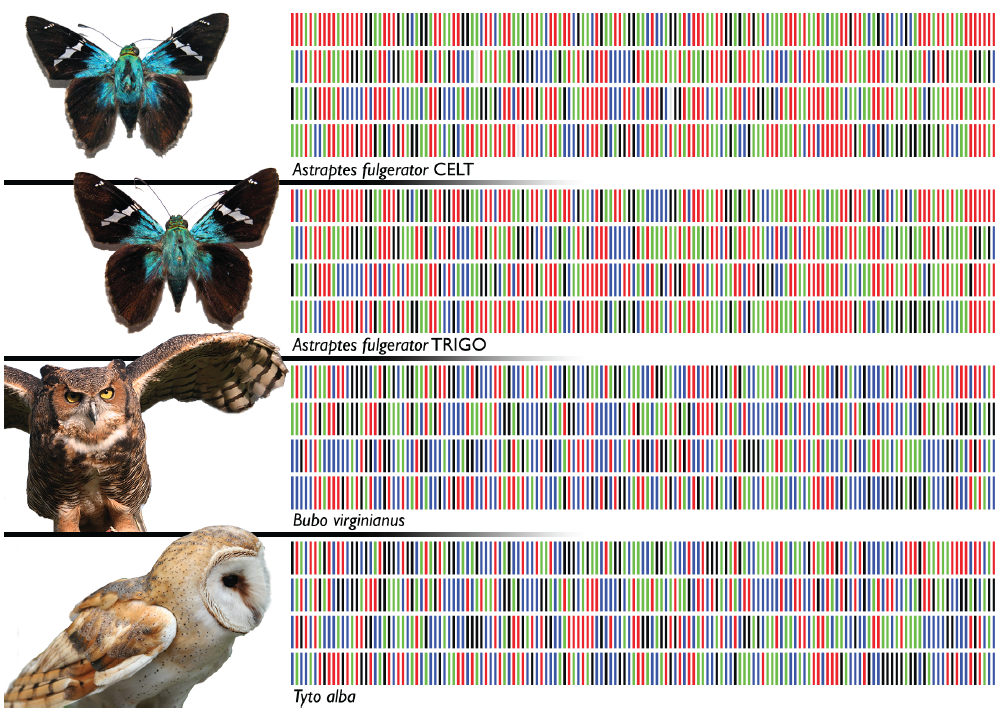 Astraptes fulgerator CELT
Astraptes fulgerator TRIGO
Bubo virginianus
Tyto alba